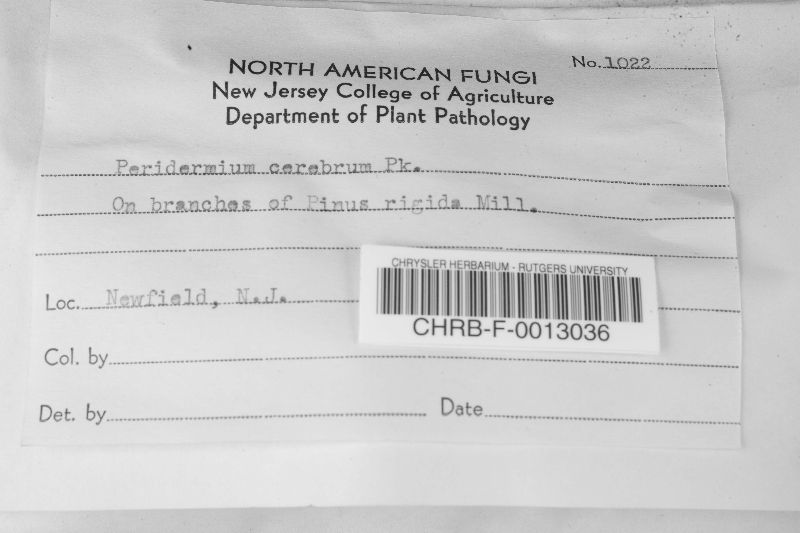 No. 1022
NORTH AMERICAN FUNGI
New Jersey College of Agriculture
Department of Plant Pathology
Peridermium cerebrum Pk.
On branches of Pinus rigida Mill.
CHRYSLER HERBARIUM - RUTGERS UNIVERSITY
Loc. Newfield, N.J.
CHRB-F-0013036
Col. by
Det. by
Date